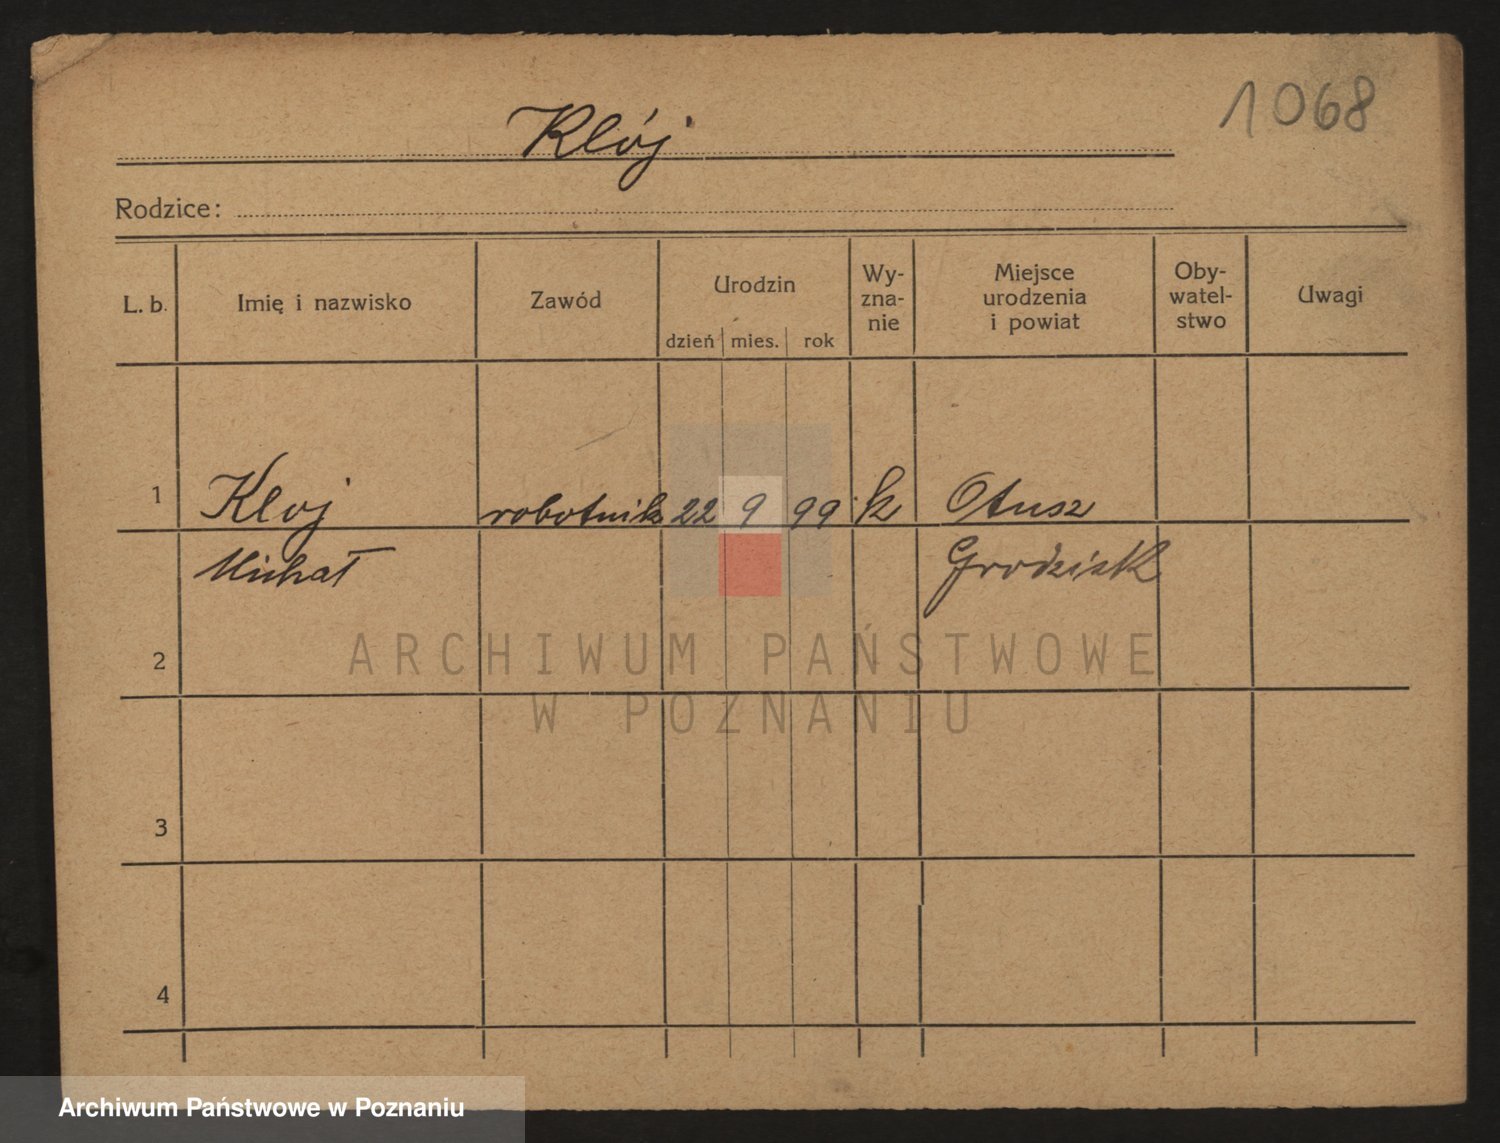 1068
Klój
Rodzice:
L. b. Imię i nazwisko Zawód Urodzin dzień mies. rok Wy-zna-nie Miejsce urodzenia i powiat Oby-watel-stwo Uwagi
1 Kloj robotnik 22 9 99 k Otusz
Michał Grodzisk
2
3
4
ARCHIWUM PAŃSTWOWE
W POZNANIU
Archiwum Państwowe w Poznaniu